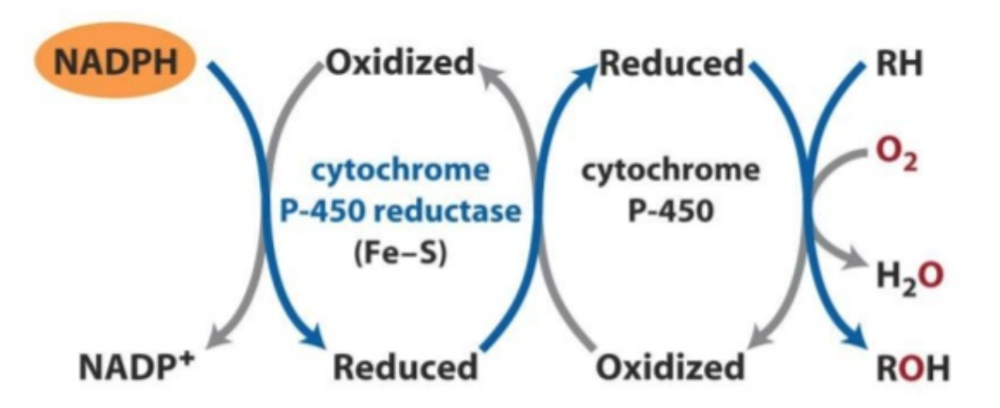 NADPH
Oxidized
Reduced
RH
O₂
cytochrome
P-450 reductase
(Fe–S)
cytochrome
P-450
H₂O
NADP⁺
Reduced
Oxidized
ROH